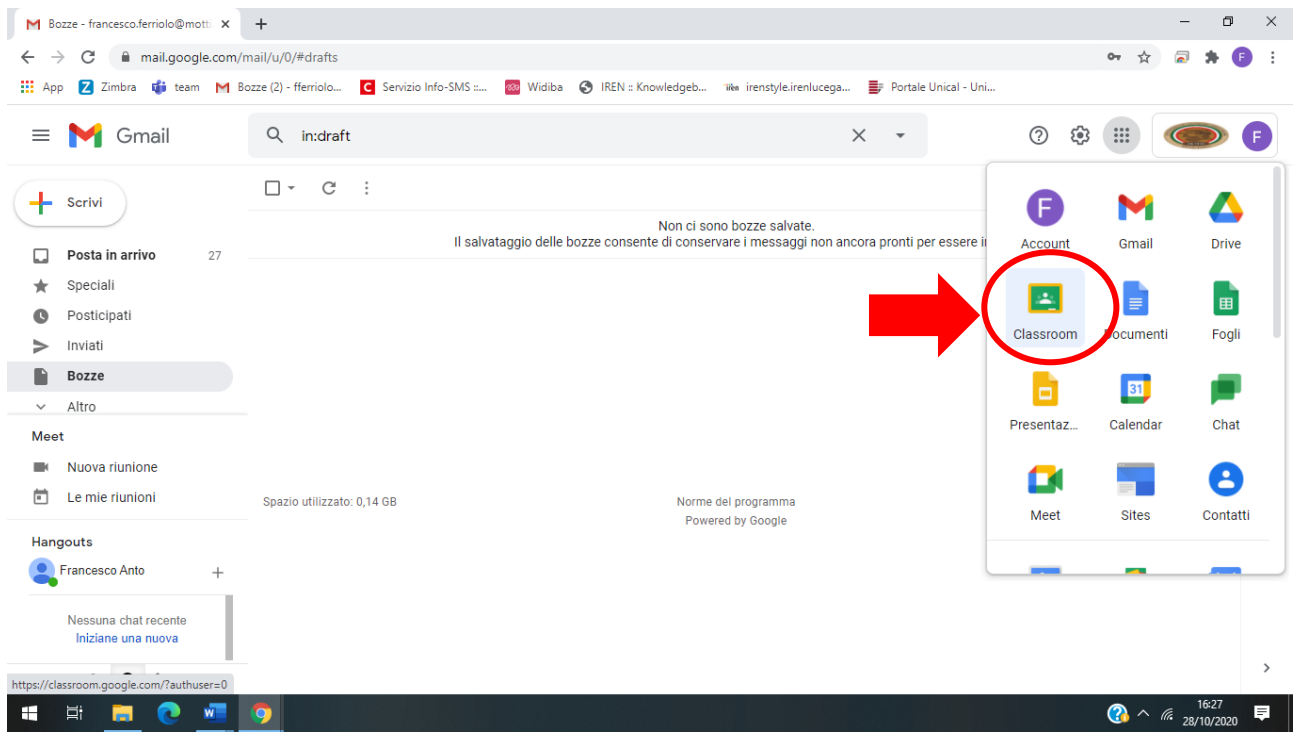 Bozze - francesco.ferriolo@mott
mail.google.com/mail/u/0/#drafts
App Zimbra team Bozze (2) - fferriolo... Servizio Info-SMS ::... Widiba IREN :: Knowledgeb... irenstyle.irenlucega... Portale Unical - Uni...
Gmail
in:draft
F
Scrivi
Non ci sono bozze salvate.
Il salvataggio delle bozze consente di conservare i messaggi non ancora pronti per essere
Posta in arrivo 27
Speciali
Posticipati
Inviati
Bozze
Altro
Meet
Nuova riunione
Le mie riunioni
Hangouts
Francesco Anto
Nessuna chat recente
Iniziane una nuova
https://classroom.google.com/?authuser=0
Spazio utilizzato: 0,14 GB
Norme del programma
Powered by Google
F
Account Gmail Drive
Classroom Documenti Fogli
31
Presentaz... Calendar Chat
Meet Sites Contatti
16:27
28/10/2020